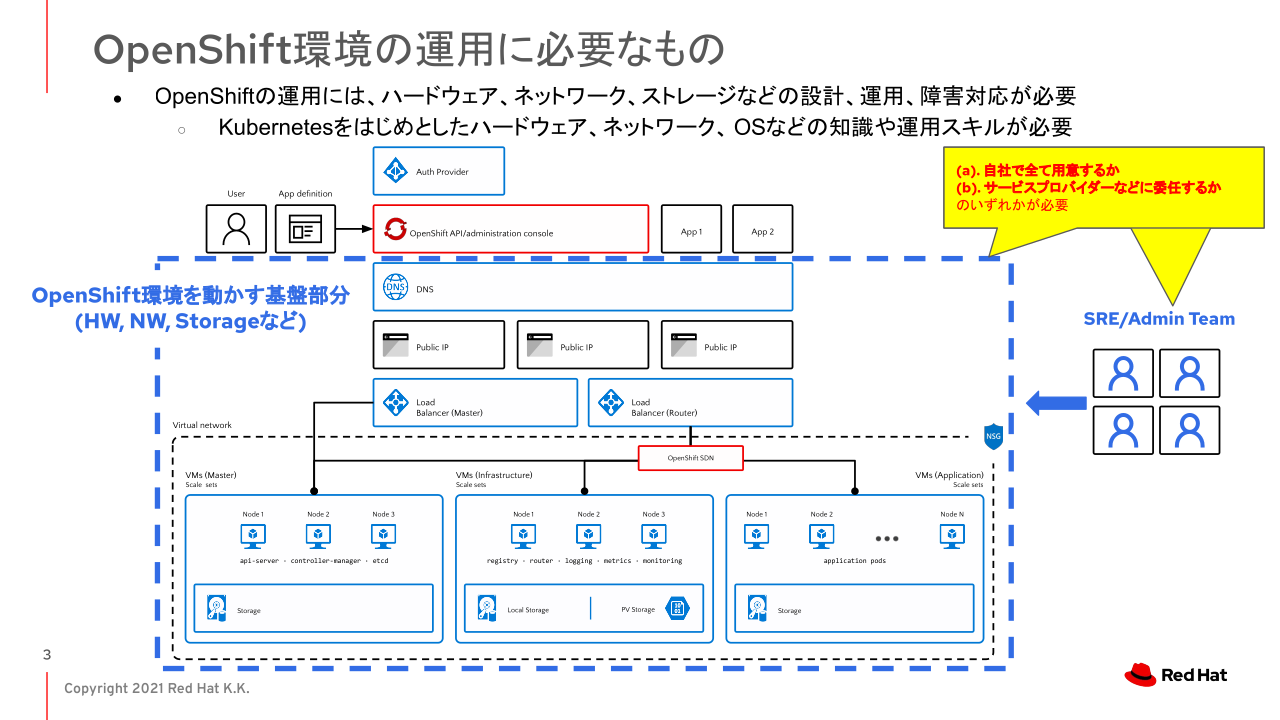 OpenShift環境の運用に必要なもの
● OpenShiftの運用には、ハードウェア、ネットワーク、ストレージなどの設計、運用、障害対応が必要
○ Kubernetesをはじめとしたハードウェア、ネットワーク、OSなどの知識や運用スキルが必要
(a). 自社で全て用意するか
(b). サービスプロバイダーなどに委任するか
のいずれかが必要
Auth Provider
User
App definition
OpenShift API/administration console
App 1
App 2
OpenShift環境を動かす基盤部分
(HW, NW, Storageなど)
DNS
DNS
Public IP
Public IP
Public IP
SRE/Admin Team
Load
Balancer (Master)
Load
Balancer (Router)
Virtual network
NSG
OpenShift SDN
VMs (Master)
Scale sets
VMs (Infrastructure)
Scale sets
VMs (Application)
Scale sets
Node 1
Node 2
Node 3
Node 1
Node 2
Node 3
Node 1
Node 2
Node N
api-server · controller-manager · etcd
registry · router · logging · metrics · monitoring
application pods
Storage
Local Storage
PV Storage
Storage
3
Copyright 2021 Red Hat K.K.
Red Hat